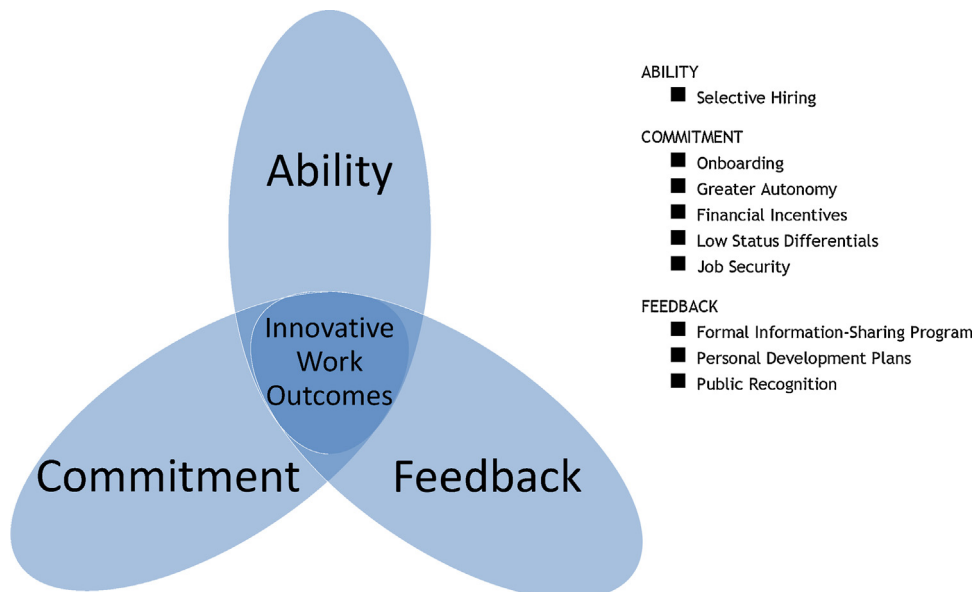 Ability
Innovative
Work
Outcomes
Commitment
Feedback
ABILITY
■ Selective Hiring
COMMITMENT
■ Onboarding
■ Greater Autonomy
■ Financial Incentives
■ Low Status Differentials
■ Job Security
FEEDBACK
■ Formal Information-Sharing Program
■ Personal Development Plans
■ Public Recognition